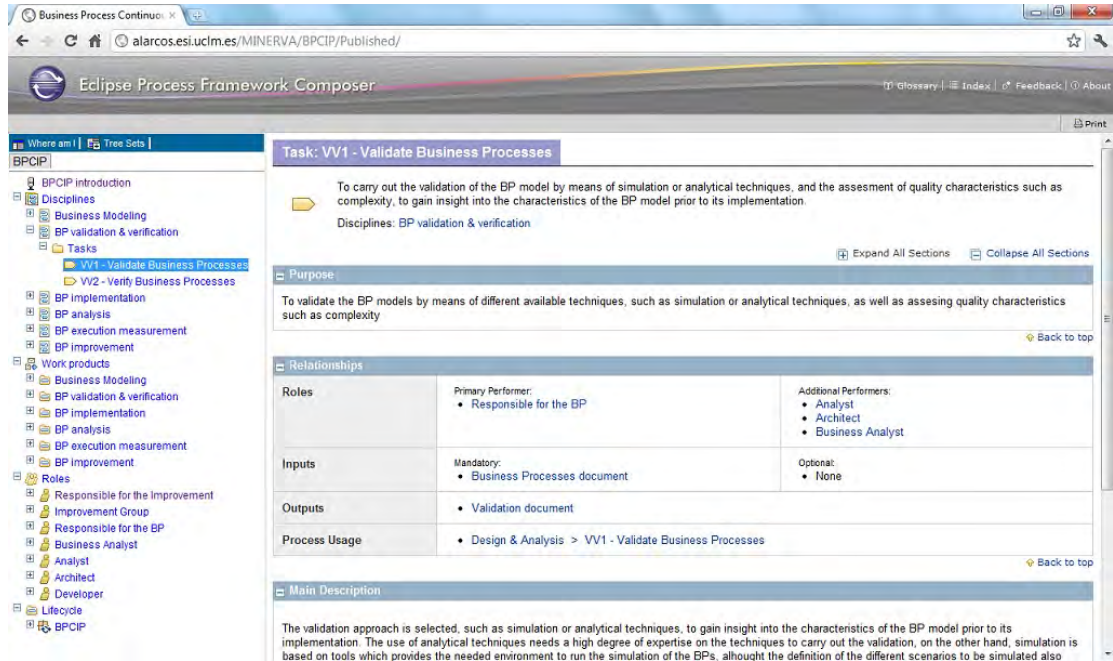 Business Process Continuo
alarcos.esi.uclm.es/MINERVA/BPCIP/Published/
Eclipse Process Framework Composer
Glossary | Index | Feedback | About
Print
Where am I | Tree Sets
BPCIP
BPCIP introduction
Disciplines
Business Modeling
BP validation & verification
Tasks
VV1 - Validate Business Processes
VV2 - Verify Business Processes
BP implementation
BP analysis
BP execution measurement
BP improvement
Work products
Business Modeling
BP validation & verification
BP implementation
BP analysis
BP execution measurement
BP improvement
Roles
Responsible for the Improvement
Improvement Group
Responsible for the BP
Business Analyst
Analyst
Architect
Developer
Lifecycle
BPCIP
Task: VV1 - Validate Business Processes
To carry out the validation of the BP model by means of simulation or analytical techniques, and the assesment of quality characteristics such as
complexity, to gain insight into the characteristics of the BP model prior to its implementation.
Disciplines: BP validation & verification
Expand All Sections Collapse All Sections
Purpose
To validate the BP models by means of different available techniques, such as simulation or analytical techniques, as well as assesing quality characteristics
such as complexity
Back to top
Relationships
Roles
Primary Performer:
• Responsible for the BP
Additional Performers:
• Analyst
• Architect
• Business Analyst
Inputs
Mandatory:
• Business Processes document
Optional:
• None
Outputs
• Validation document
Process Usage
• Design & Analysis > VV1 - Validate Business Processes
Back to top
Main Description
The validation approach is selected, such as simulation or analytical techniques, to gain insight into the characteristics of the BP model prior to its
implementation. The use of analytical techniques needs a high degree of expertise on the techniques to carry out the validation, on the other hand, simulation is
based on tools which provides the needed environment to run the simulation of the BPs, alhought the definition of the different scenarios to be simulated also